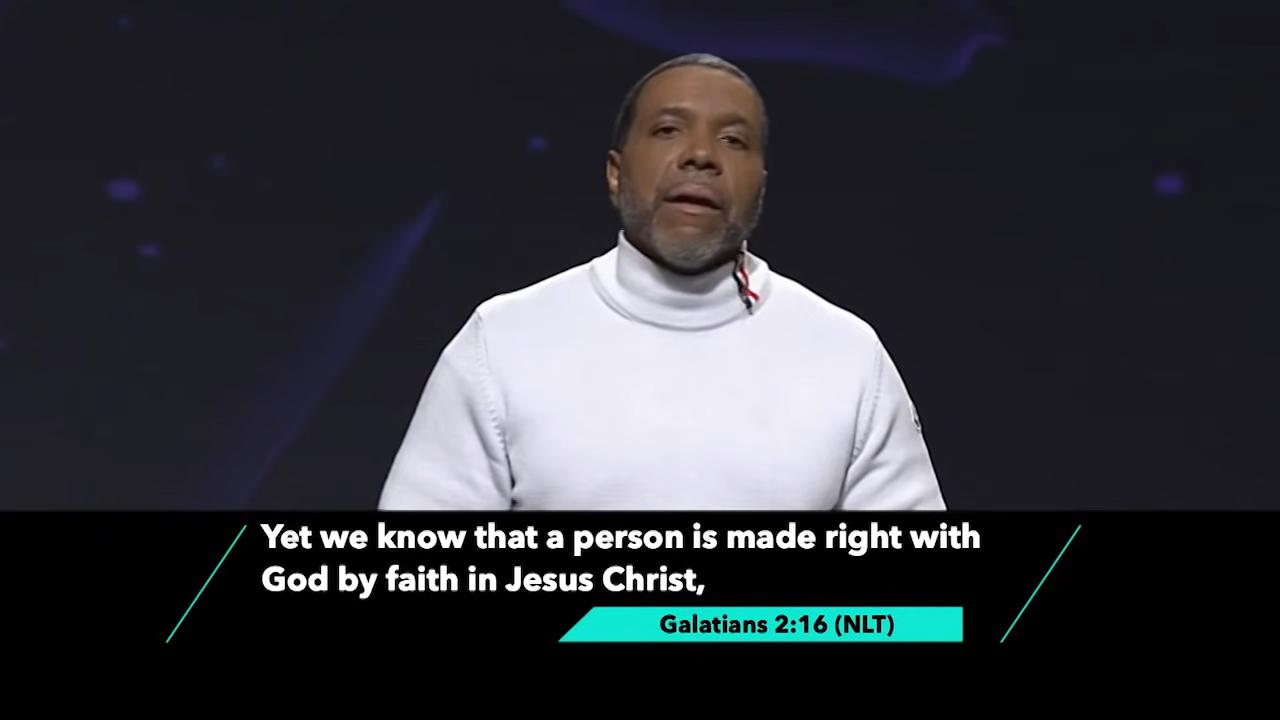 Yet we know that a person is made right with
God by faith in Jesus Christ,
Galatians 2:16 (NLT)